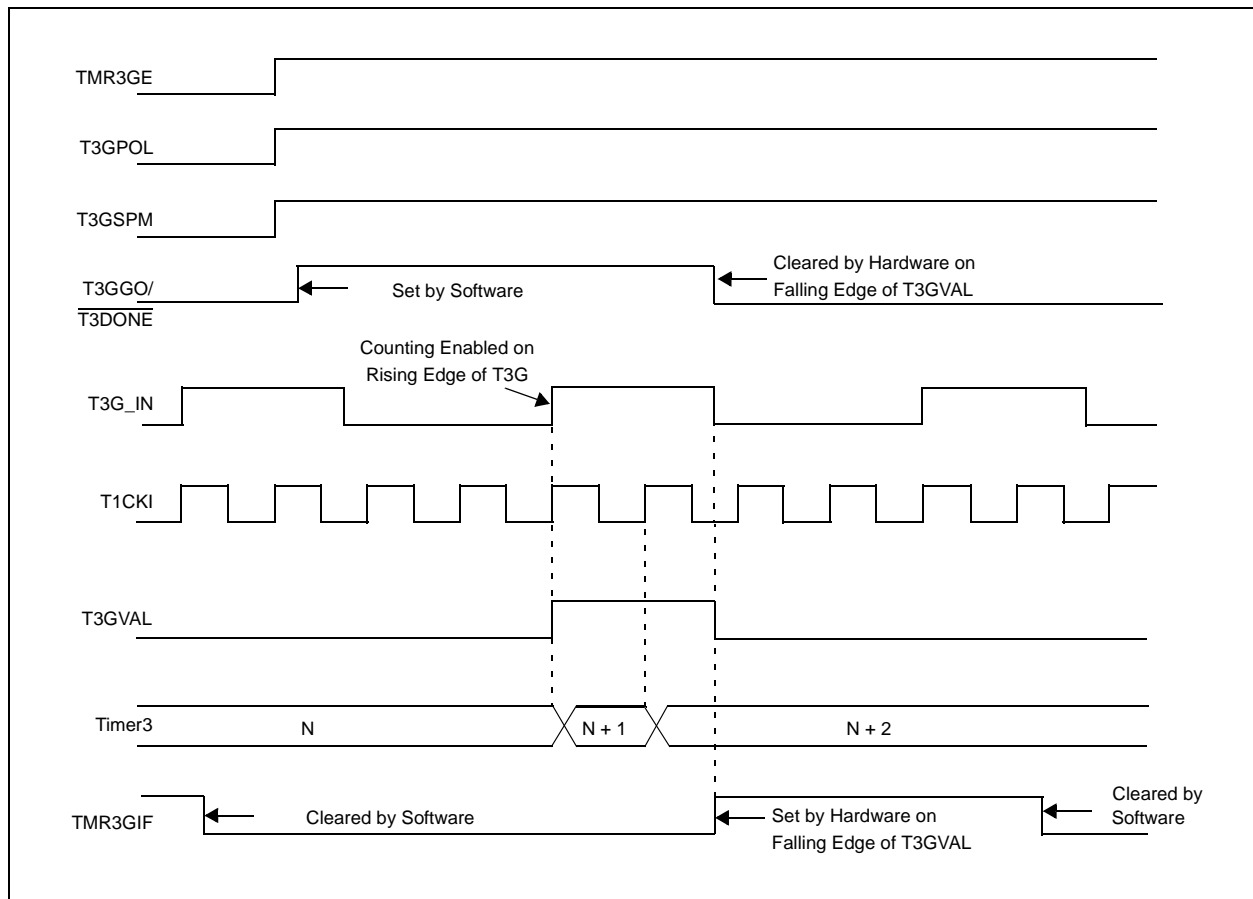 TMR3GE
T3GPOL
T3GSPM
T3GGO/
T3DONE
Set by Software
Cleared by Hardware on
Falling Edge of T3GVAL
Counting Enabled on
Rising Edge of T3G
T3G_IN
T1CKI
T3GVAL
Timer3
N
N + 1
N + 2
TMR3GIF
Cleared by Software
Set by Hardware on
Falling Edge of T3GVAL
Cleared by
Software